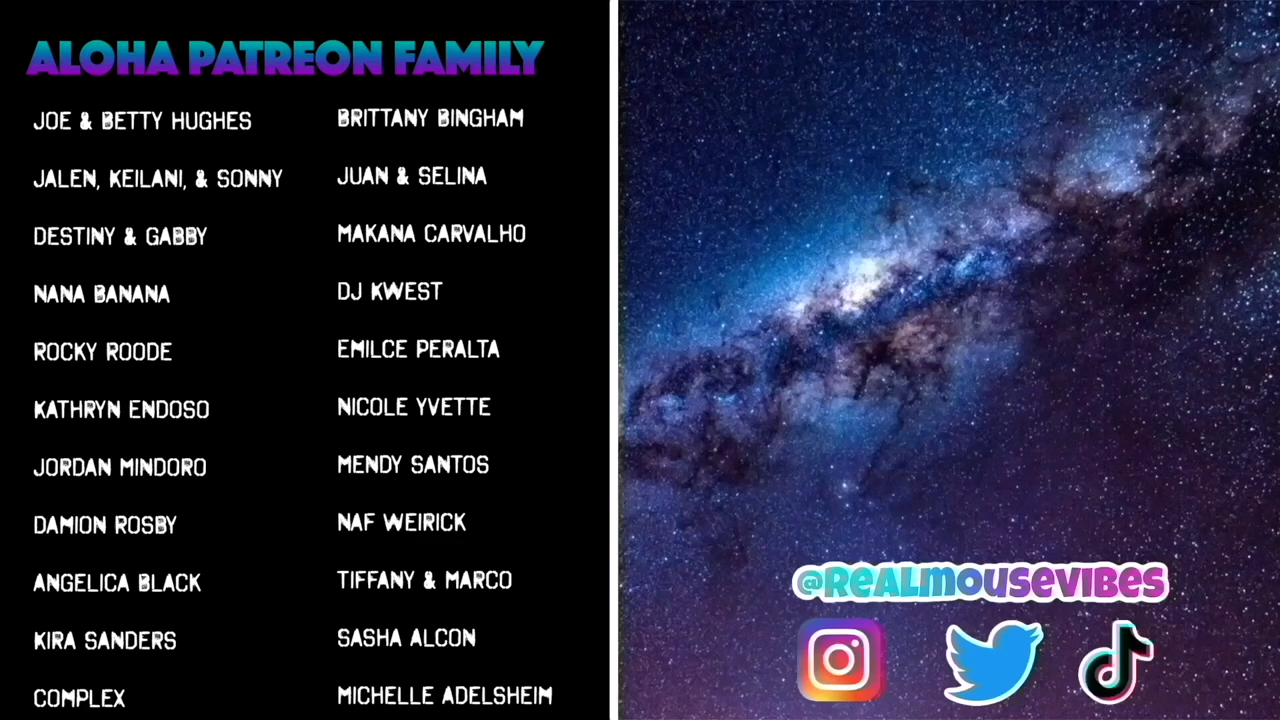 ALOHA PATREON FAMILY
JOE & BETTY HUGHES
JALEN, KEILANI, & SONNY
DESTINY & GABBY
NANA BANANA
ROCKY ROODE
KATHRYN ENDOSO
JORDAN MINDORO
DAMION ROSBY
ANGELICA BLACK
KIRA SANDERS
COMPLEX
BRITTANY BINGHAM
JUAN & SELINA
MAKANA CARVALHO
DJ KWEST
EMILCE PERALTA
NICOLE YVETTE
MENDY SANTOS
NAF WEIRICK
TIFFANY & MARCO
SASHA ALCON
MICHELLE ADELSHEIM
@REALMOUSEVIBES